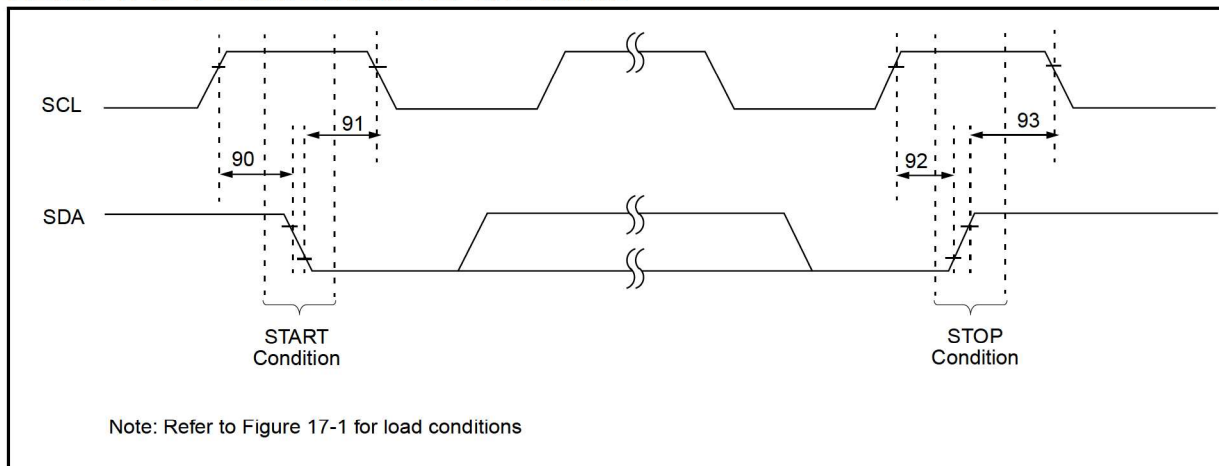 SCL
91
93
90
92
SDA
START
Condition
STOP
Condition
Note: Refer to Figure 17-1 for load conditions